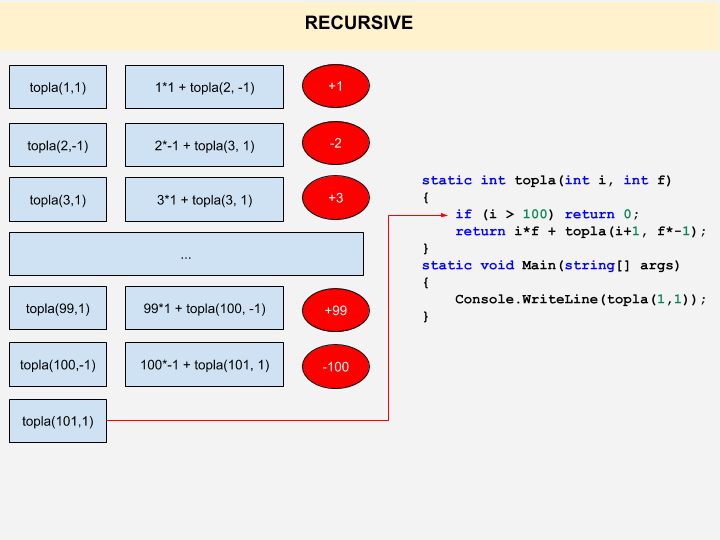 RECURSIVE
topla(1,1) 1*1 + topla(2, -1) +1
topla(2,-1) 2*-1 + topla(3, 1) -2
topla(3,1) 3*1 + topla(3, 1) +3
...
topla(99,1) 99*1 + topla(100, -1) +99
topla(100,-1) 100*-1 + topla(101, 1) -100
topla(101,1)
static int topla(int i, int f)
{
if (i > 100) return 0;
return i*f + topla(i+1, f*-1);
}
static void Main(string[] args)
{
Console.WriteLine(topla(1,1));
}